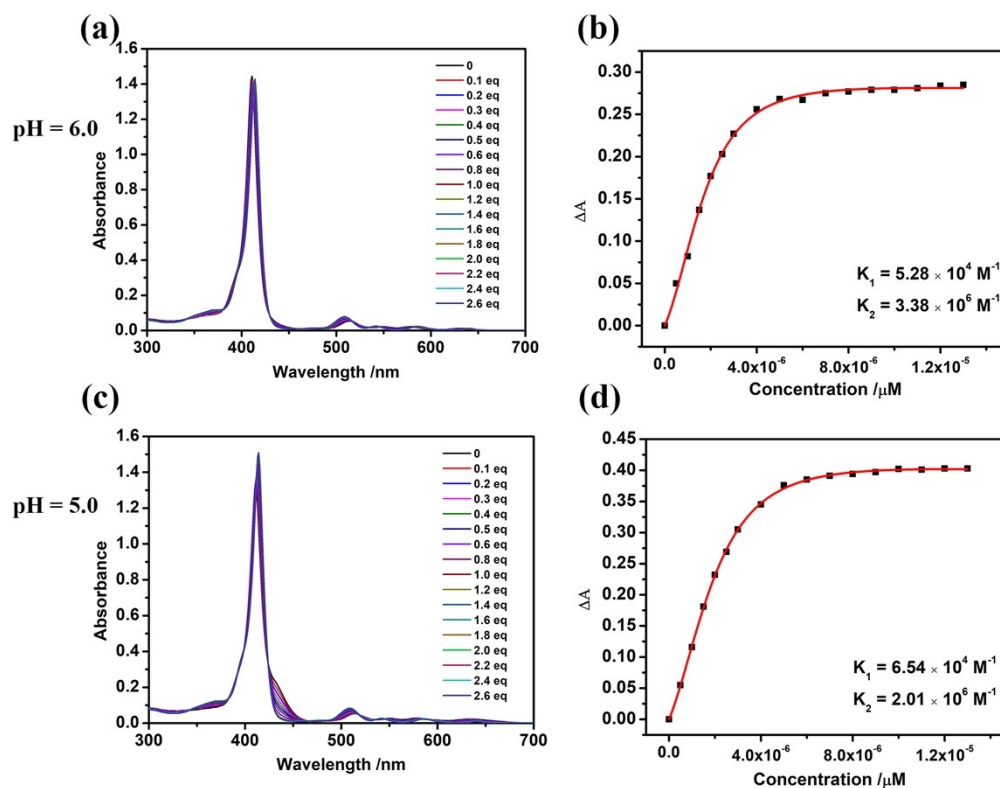 (a)
pH = 6.0
Absorbance
1.6
1.4
1.2
1.0
0.8
0.6
0.4
0.2
0.0
300
400
500
600
700
Wavelength /nm
0
0.1 eq
0.2 eq
0.3 eq
0.4 eq
0.5 eq
0.6 eq
0.8 eq
1.0 eq
1.2 eq
1.4 eq
1.6 eq
1.8 eq
2.0 eq
2.2 eq
2.4 eq
2.6 eq
(b)
ΔA
0.30
0.25
0.20
0.15
0.10
0.05
0.00
K₁ = 5.28 × 10⁴ M⁻¹
K₂ = 3.38 × 10⁶ M⁻¹
0.0
4.0x10⁻⁶
8.0x10⁻⁶
1.2x10⁻⁵
Concentration /μM
(c)
pH = 5.0
Absorbance
1.6
1.4
1.2
1.0
0.8
0.6
0.4
0.2
0.0
300
400
500
600
700
Wavelength /nm
0
0.1 eq
0.2 eq
0.3 eq
0.4 eq
0.5 eq
0.6 eq
0.8 eq
1.0 eq
1.2 eq
1.4 eq
1.6 eq
1.8 eq
2.0 eq
2.2 eq
2.4 eq
2.6 eq
(d)
ΔA
0.45
0.40
0.35
0.30
0.25
0.20
0.15
0.10
0.05
0.00
K₁ = 6.54 × 10⁴ M⁻¹
K₂ = 2.01 × 10⁶ M⁻¹
0.0
4.0x10⁻⁶
8.0x10⁻⁶
1.2x10⁻⁵
Concentration /μM